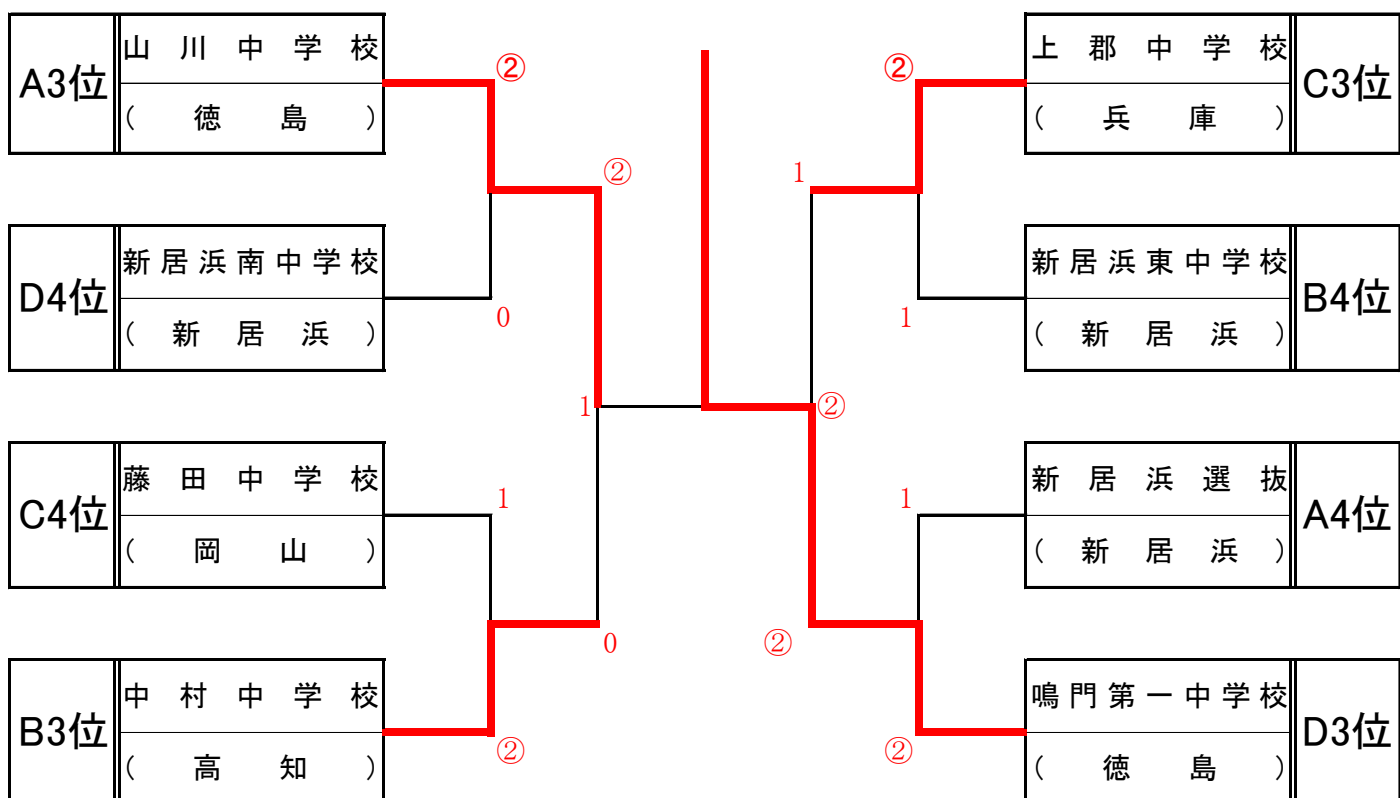 A3位
山川中学校
(徳島)
②
②
D4位
新居浜南中学校
(新居浜)
0
1
C4位
藤田中学校
(岡山)
1
0
B3位
中村中学校
(高知)
②
上郡中学校
(兵庫)
C3位
②
1
新居浜東中学校
(新居浜)
B4位
1
②
新居浜選抜
(新居浜)
A4位
1
②
鳴門第一中学校
(徳島)
D3位
②